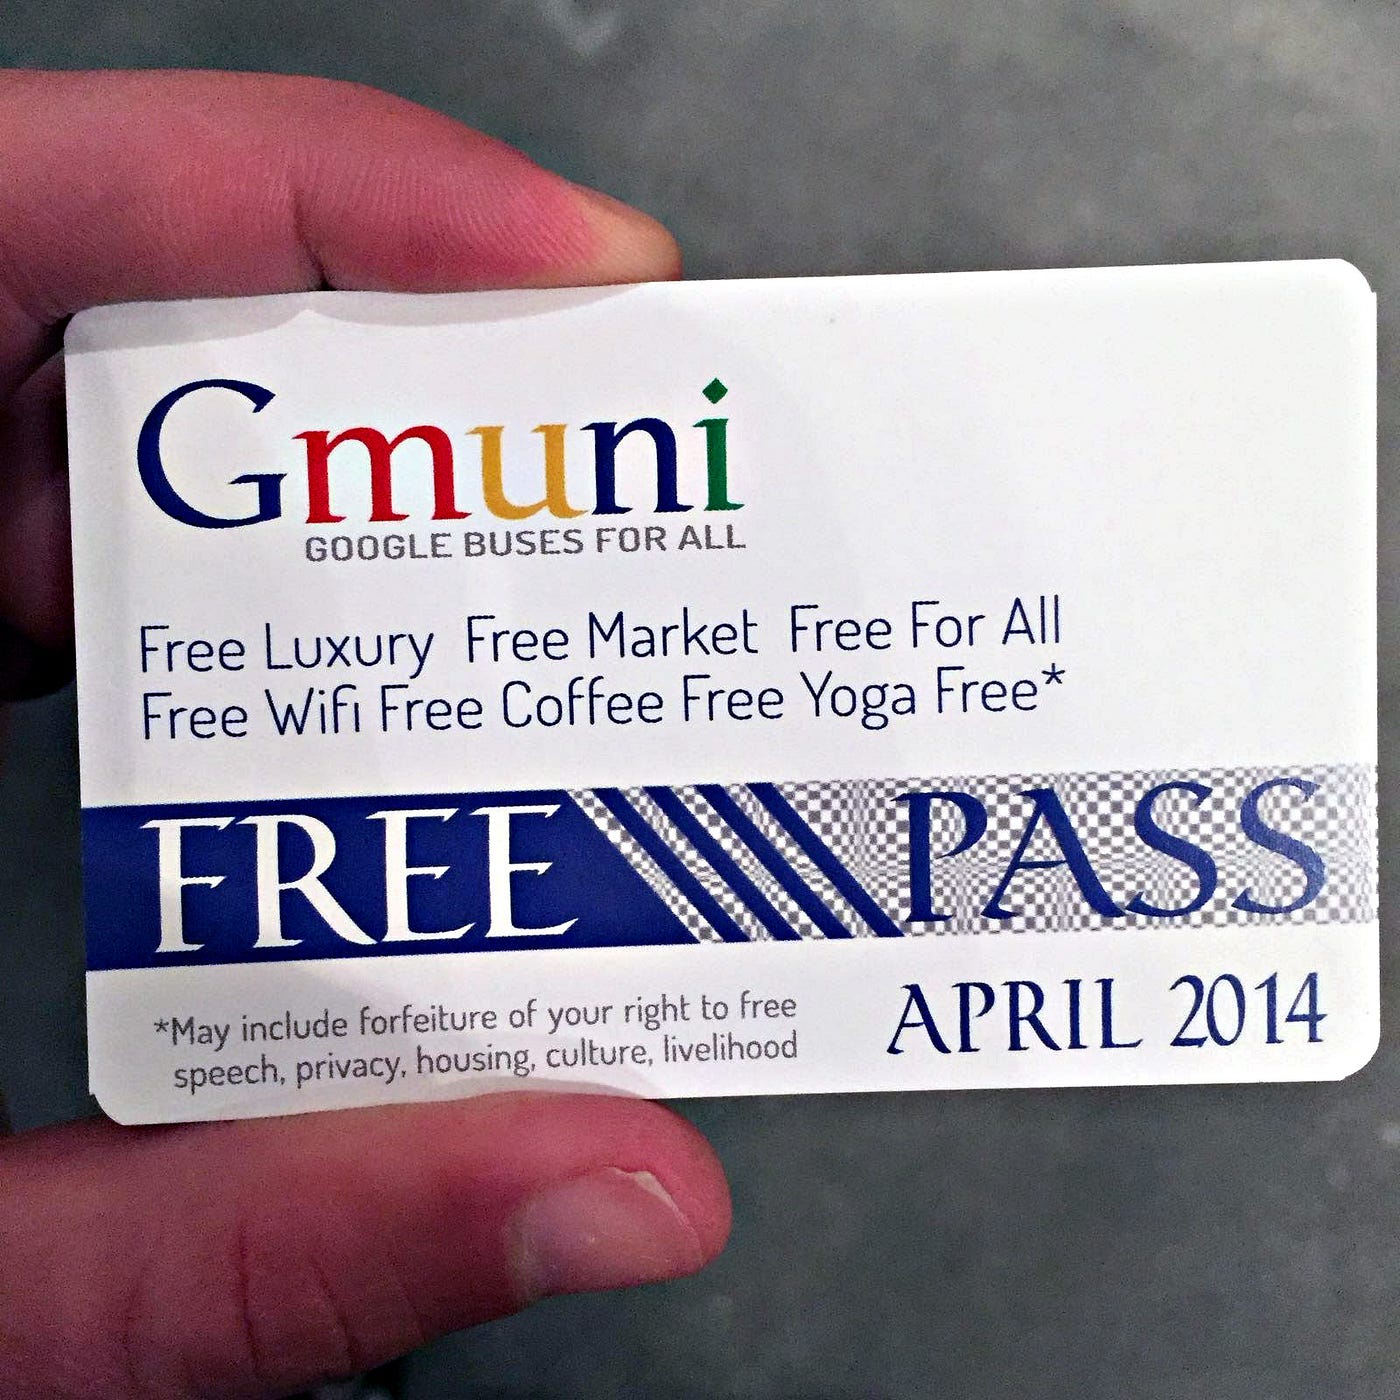 Gmuni
GOOGLE BUSES FOR ALL
Free Luxury Free Market Free For All
Free Wifi Free Coffee Free Yoga Free*
FREE PASS
*May include forfeiture of your right to free
speech, privacy, housing, culture, livelihood
APRIL 2014